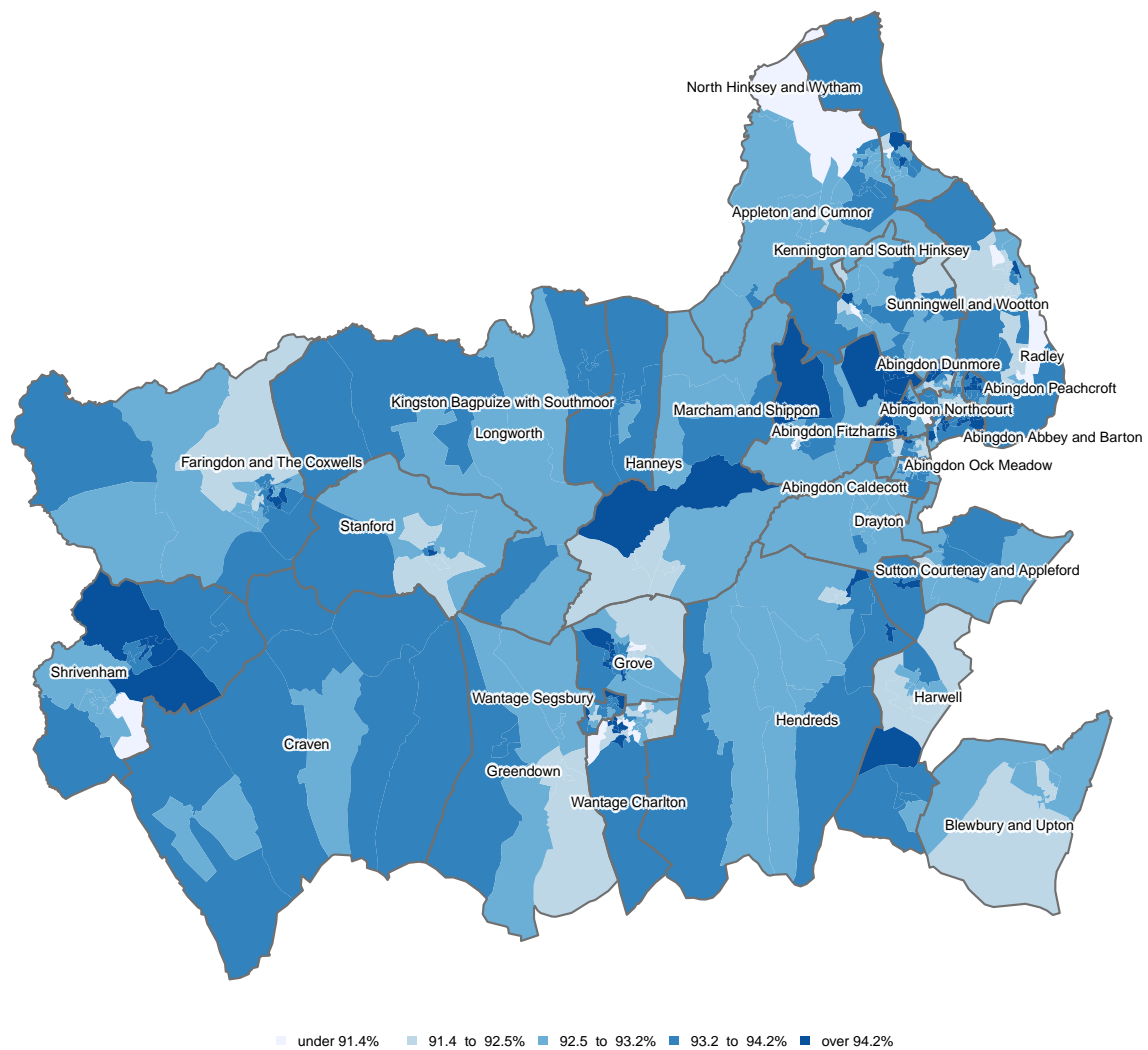 North Hinksey and Wytham
Appleton and Cumnor
Kennington and South Hinksey
Sunningwell and Wootton
Radley
Abingdon Dunmore
Abingdon Peachcroft
Kingston Bagpuize with Southmoor
Marcham and Shippon
Abingdon Northcourt
Longworth
Abingdon Fitzharris
Abingdon Abbey and Barton
Faringdon and The Coxwells
Hanneys
Abingdon Ock Meadow
Abingdon Caldecott
Stanford
Drayton
Sutton Courtenay and Appleford
Shrivenham
Grove
Wantage Segsbury
Harwell
Hendreds
Craven
Greendown
Wantage Charlton
Blewbury and Upton
under 91.4% 91.4 to 92.5% 92.5 to 93.2% 93.2 to 94.2% over 94.2%